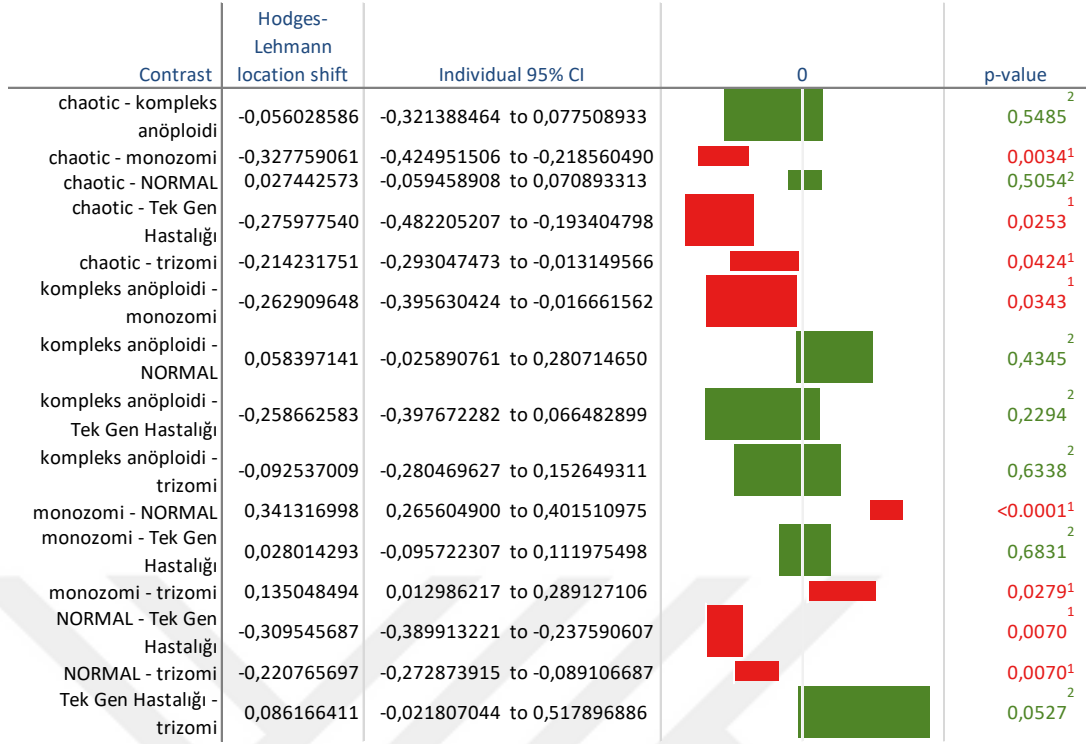 Hodges-
Lehmann
Contrast location shift Individual 95% CI 0 p-value
chaotic - kompleks
anöploidi -0,056028586 -0,321388464 to 0,077508933 0,5485²
chaotic - monozomi -0,327759061 -0,424951506 to -0,218560490 0,0034¹
chaotic - NORMAL 0,027442573 -0,059458908 to 0,070893313 0,5054²
chaotic - Tek Gen
Hastalığı -0,275977540 -0,482205207 to -0,193404798 0,0253¹
chaotic - trizomi -0,214231751 -0,293047473 to -0,013149566 0,0424¹
kompleks anöploidi -
monozomi -0,262909648 -0,395630424 to -0,016661562 0,0343¹
kompleks anöploidi -
NORMAL 0,058397141 -0,025890761 to 0,280714650 0,4345²
kompleks anöploidi -
Tek Gen Hastalığı -0,258662583 -0,397672282 to 0,066482899 0,2294²
kompleks anöploidi -
trizomi -0,092537009 -0,280469627 to 0,152649311 0,6338²
monozomi - NORMAL 0,341316998 0,265604900 to 0,401510975 <0.0001¹
monozomi - Tek Gen
Hastalığı 0,028014293 -0,095722307 to 0,111975498 0,6831²
monozomi - trizomi 0,135048494 0,012986217 to 0,289127106 0,0279¹
NORMAL - Tek Gen
Hastalığı -0,309545687 -0,389913221 to -0,237590607 0,0070¹
NORMAL - trizomi -0,220765697 -0,272873915 to -0,089106687 0,0070¹
Tek Gen Hastalığı -
trizomi 0,086166411 -0,021807044 to 0,517896886 0,0527²